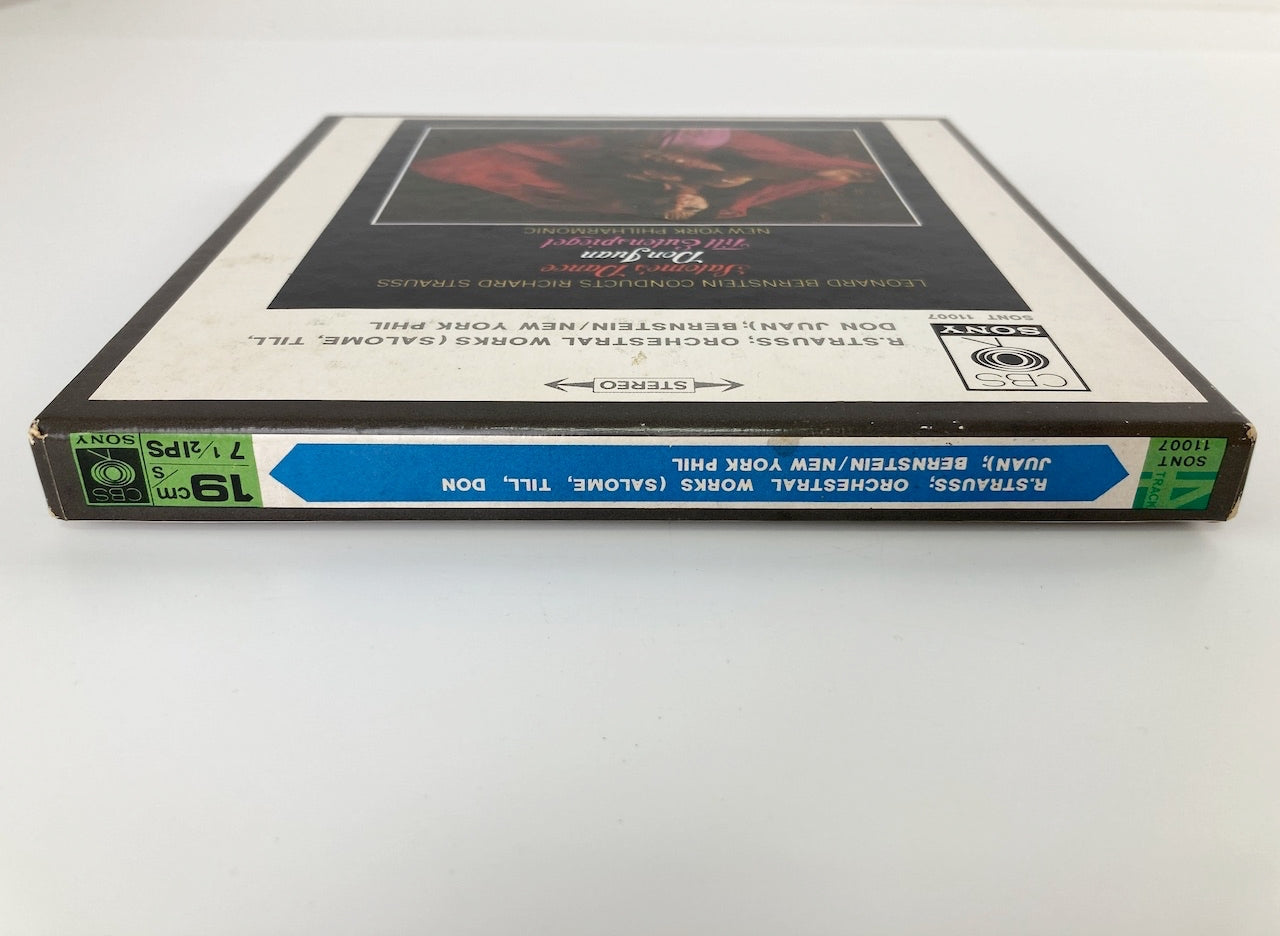 STEREO
CBS
SONY
SONT 11007
R.STRAUSS; ORCHESTRAL WORKS (SALOME, TILL,
DON JUAN); BERNSTEIN/NEW YORK PHIL
LEONARD BERNSTEIN CONDUCTS RICHARD STRAUSS
Salome's Dance
Don Juan
Till Eulenspiegel
NEW YORK PHILHARMONIC
4
TRACK
SONT
11007
R.STRAUSS; ORCHESTRAL WORKS (SALOME, TILL, DON
JUAN); BERNSTEIN/NEW YORK PHIL
19 cm/S
7 1/2IPS
CBS
SONY